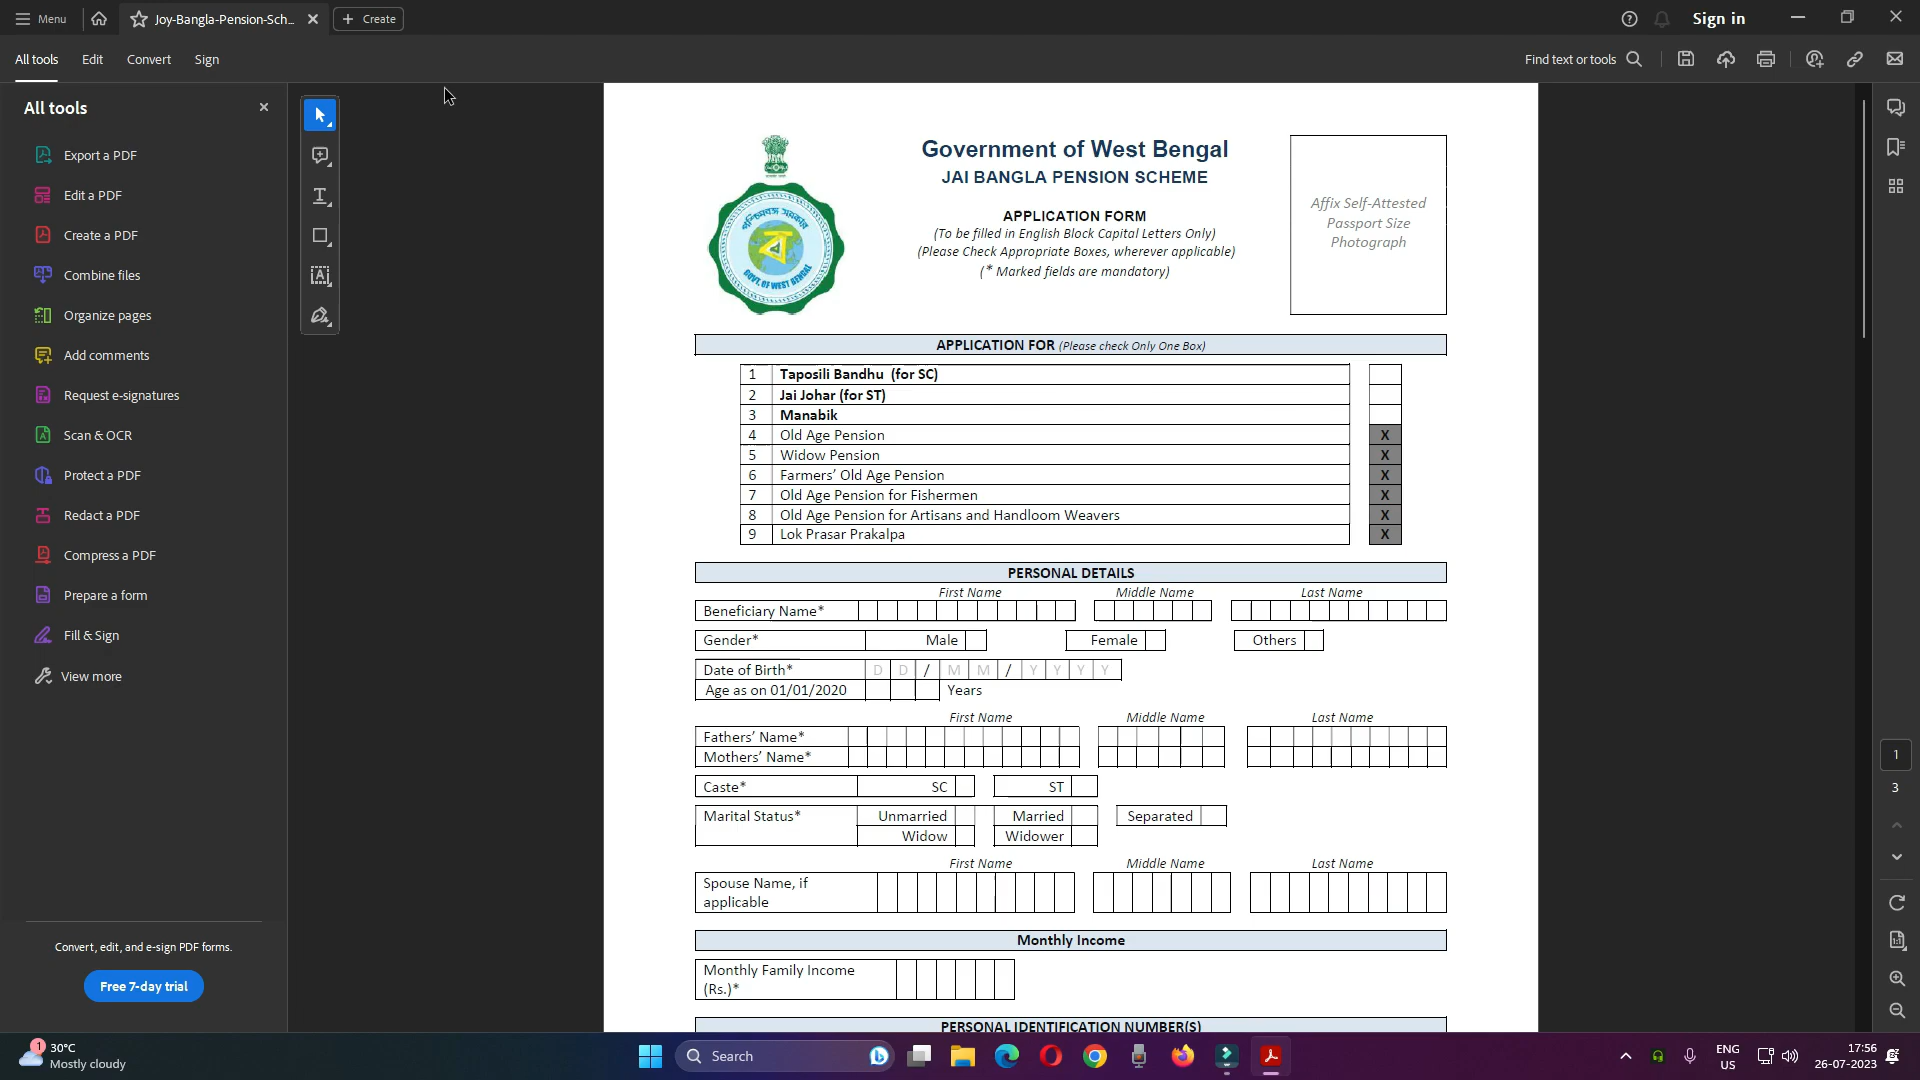 Menu
Joy-Bangla-Pension-Sch...
Create
Sign in
All tools
Edit
Convert
Sign
Find text or tools
All tools
Export a PDF
Edit a PDF
Create a PDF
Combine files
Organize pages
Add comments
Request e-signatures
Scan & OCR
Protect a PDF
Redact a PDF
Compress a PDF
Prepare a form
Fill & Sign
View more
Convert, edit, and e-sign PDF forms.
Free 7-day trial
পশ্চিমবঙ্গ সরকার
ব
GOVT. OF WEST BENGAL
Government of West Bengal
JAI BANGLA PENSION SCHEME
APPLICATION FORM
(To be filled in English Block Capital Letters Only)
(Please Check Appropriate Boxes, wherever applicable)
(* Marked fields are mandatory)
Affix Self-Attested
Passport Size
Photograph
APPLICATION FOR (Please check Only One Box)
1 Taposili Bandhu (for SC)
2 Jai Johar (for ST)
3 Manabik
4 Old Age Pension X
5 Widow Pension X
6 Farmers’ Old Age Pension X
7 Old Age Pension for Fishermen X
8 Old Age Pension for Artisans and Handloom Weavers X
9 Lok Prasar Prakalpa X
PERSONAL DETAILS
First Name Middle Name Last Name
Beneficiary Name*
Gender* Male Female Others
Date of Birth* D D / M M / Y Y Y Y
Age as on 01/01/2020 Years
First Name Middle Name Last Name
Fathers’ Name*
Mothers’ Name*
Caste* SC ST
Marital Status* Unmarried Married Separated
Widow Widower
First Name Middle Name Last Name
Spouse Name, if
applicable
Monthly Income
Monthly Family Income
(Rs.)*
PERSONAL IDENTIFICATION NUMBER(S)
1
3
1
30°C
Mostly cloudy
Search
ENG
US
17:56
26-07-2023